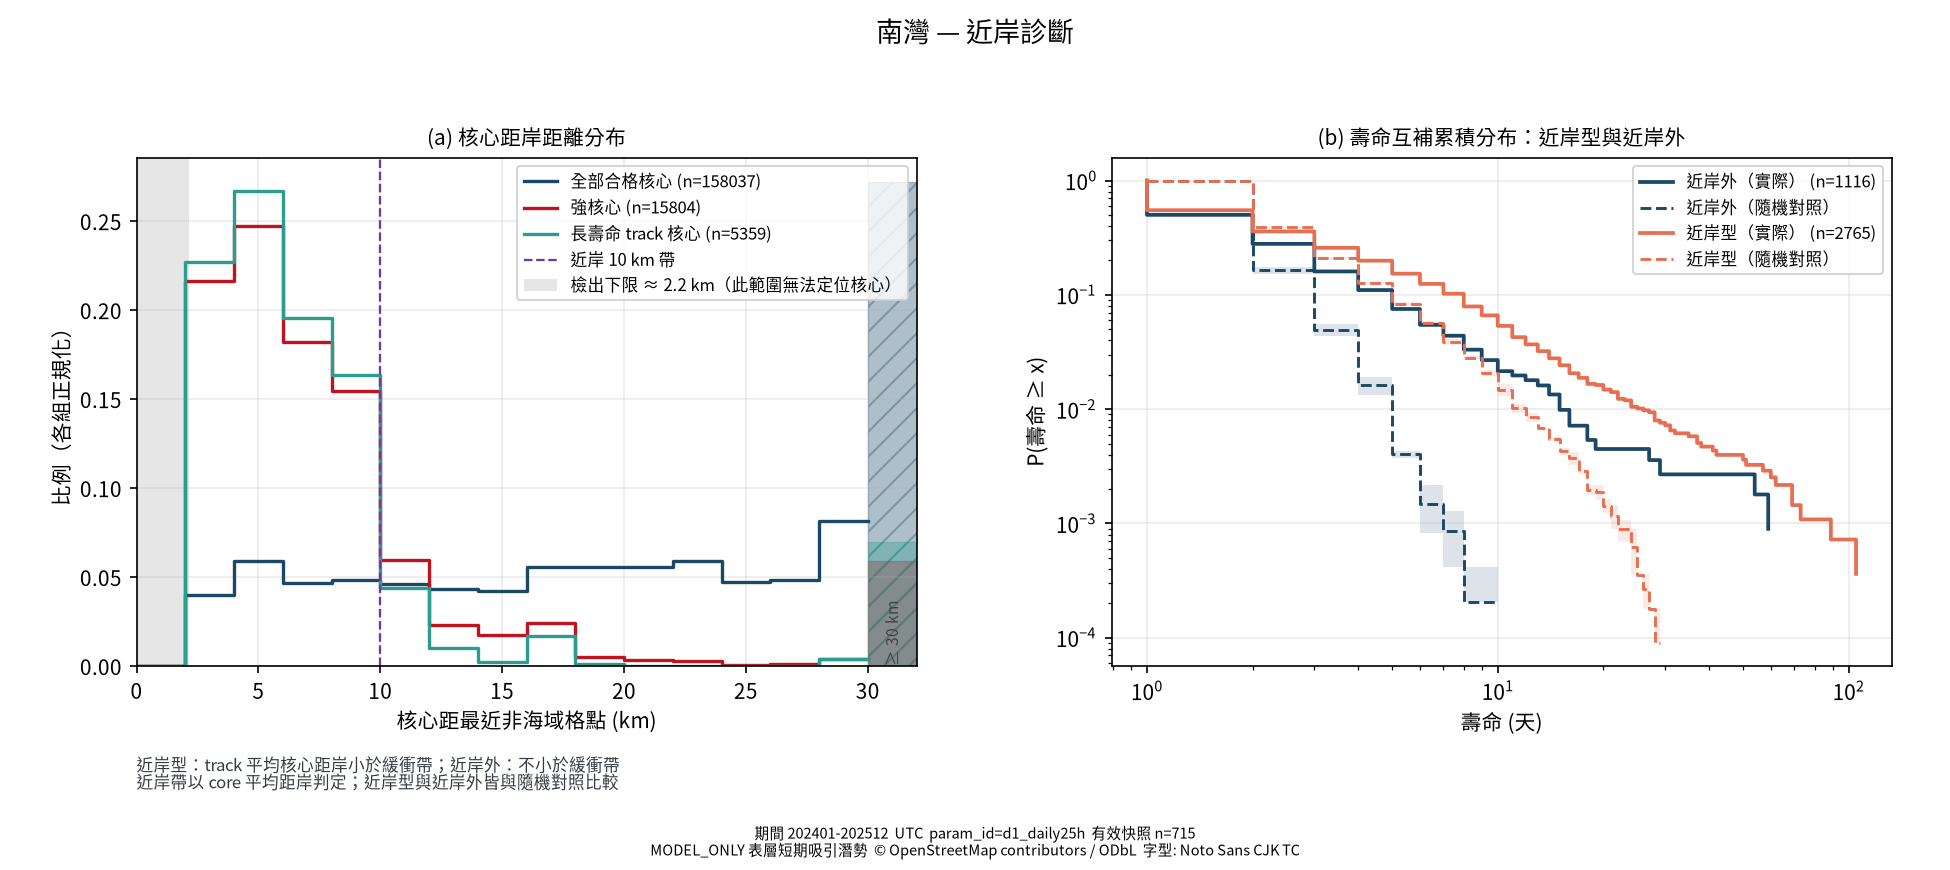 南灣 — 近岸診斷
(a) 核心距岸距離分布
全部合格核心 (n=158037)
強核心 (n=15804)
長壽命 track 核心 (n=5359)
近岸 10 km 帶
檢出下限 ≈ 2.2 km（此範圍無法定位核心）
比例（各組正規化）
0.25
0.20
0.15
0.10
0.05
0.00
≥ 30 km
0 5 10 15 20 25 30
核心距最近非海域格點 (km)
近岸型：track 平均核心距岸小於緩衝帶；近岸外：不小於緩衝帶
近岸帶以 core 平均距岸判定；近岸型與近岸外皆與隨機對照比較
(b) 壽命互補累積分布：近岸型與近岸外
近岸外（實際） (n=1116)
近岸外（隨機對照）
近岸型（實際） (n=2765)
近岸型（隨機對照）
P(壽命 ≥ x)
10⁰
10⁻¹
10⁻²
10⁻³
10⁻⁴
10⁰ 10¹ 10²
壽命 (天)
期間 202401-202512 UTC param_id=d1_daily25h 有效快照 n=715
MODEL_ONLY 表層短期吸引潛勢 © OpenStreetMap contributors / ODbL 字型: Noto Sans CJK TC